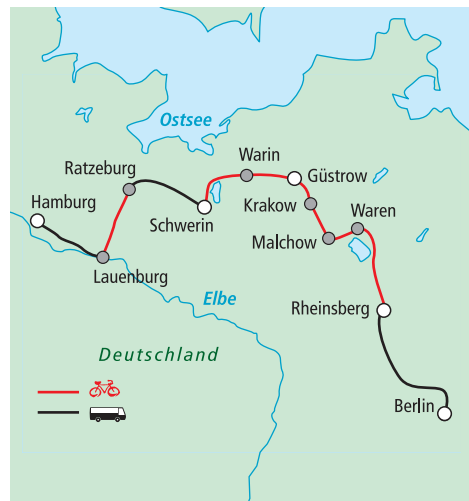 Ostsee
Warin
Ratzeburg
Güstrow
Hamburg
Krakow
Waren
Schwerin
Malchow
Lauenburg
Elbe
Rheinsberg
Deutschland
Berlin